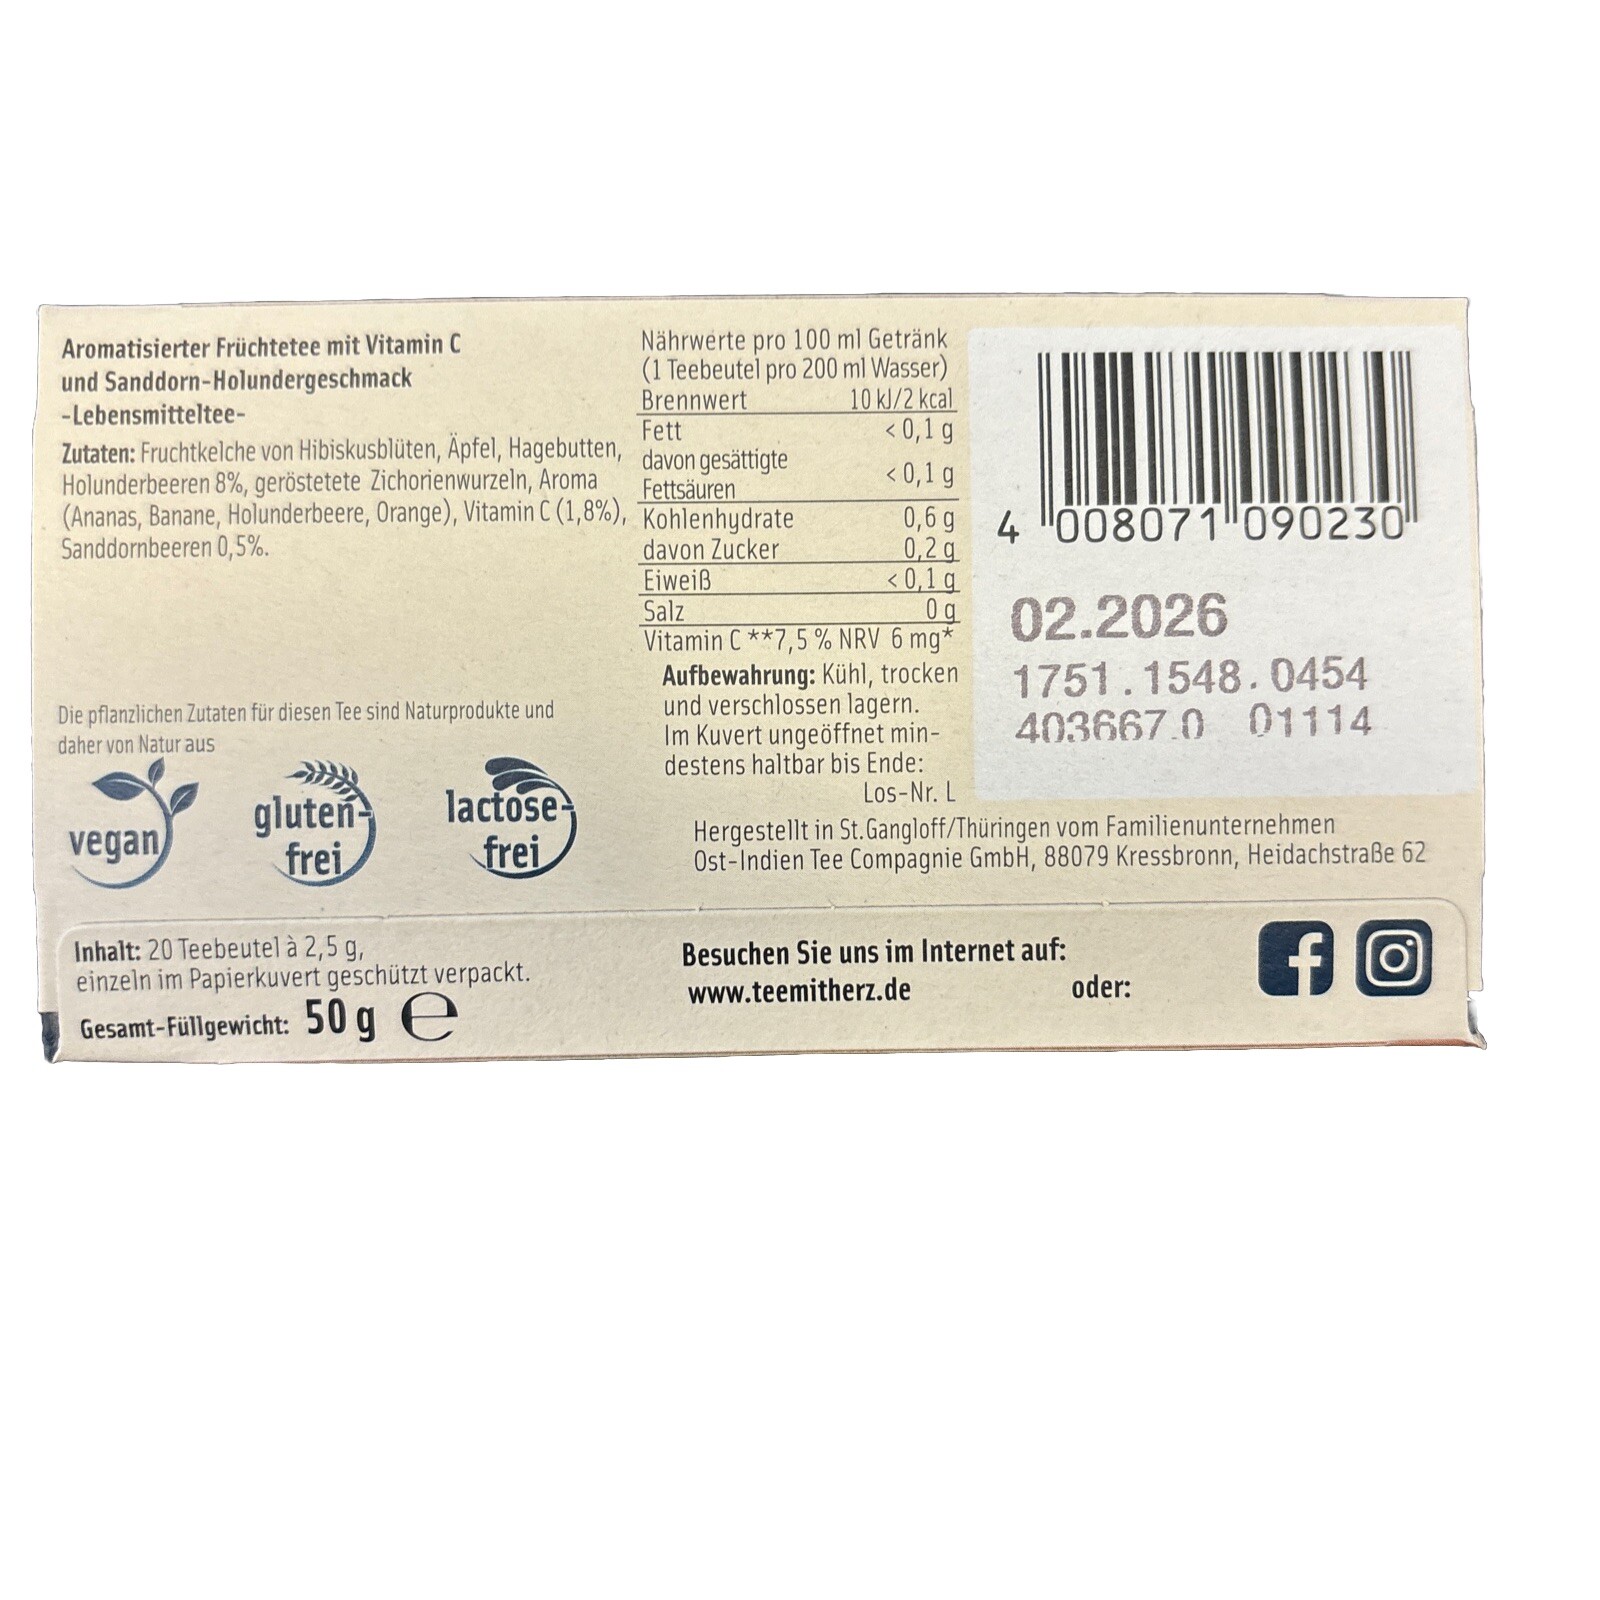 Aromatisierter Früchtetee mit Vitamin C
und Sanddorn-Holundergeschmack
-Lebensmitteltee-
Zutaten: Fruchtkelche von Hibiskusblüten, Äpfel, Hagebutten,
Holunderbeeren 8%, geröstetete Zichorienwurzeln, Aroma
(Ananas, Banane, Holunderbeere, Orange), Vitamin C (1,8%),
Sanddornbeeren 0,5%.
Die pflanzlichen Zutaten für diesen Tee sind Naturprodukte und
daher von Natur aus
vegan
gluten-
frei
lactose-
frei
Nährwerte pro 100 ml Getränk
(1 Teebeutel pro 200 ml Wasser)
Brennwert 10 kJ/2 kcal
Fett < 0,1 g
davon gesättigte
Fettsäuren < 0,1 g
Kohlenhydrate 0,6 g
davon Zucker 0,2 g
Eiweiß < 0,1 g
Salz 0 g
Vitamin C **7,5 % NRV 6 mg*
Aufbewahrung: Kühl, trocken
und verschlossen lagern.
Im Kuvert ungeöffnet min-
destens haltbar bis Ende:
Los-Nr. L
4 008071 090230
02.2026
1751.1548.0454
403667.0 01114
Hergestellt in St.Gangloff/Thüringen vom Familienunternehmen
Ost-Indien Tee Compagnie GmbH, 88079 Kressbronn, Heidachstraße 62
Inhalt: 20 Teebeutel à 2,5 g,
einzeln im Papierkuvert geschützt verpackt.
Gesamt-Füllgewicht: 50 g ℮
Besuchen Sie uns im Internet auf:
www.teemitherz.de oder: